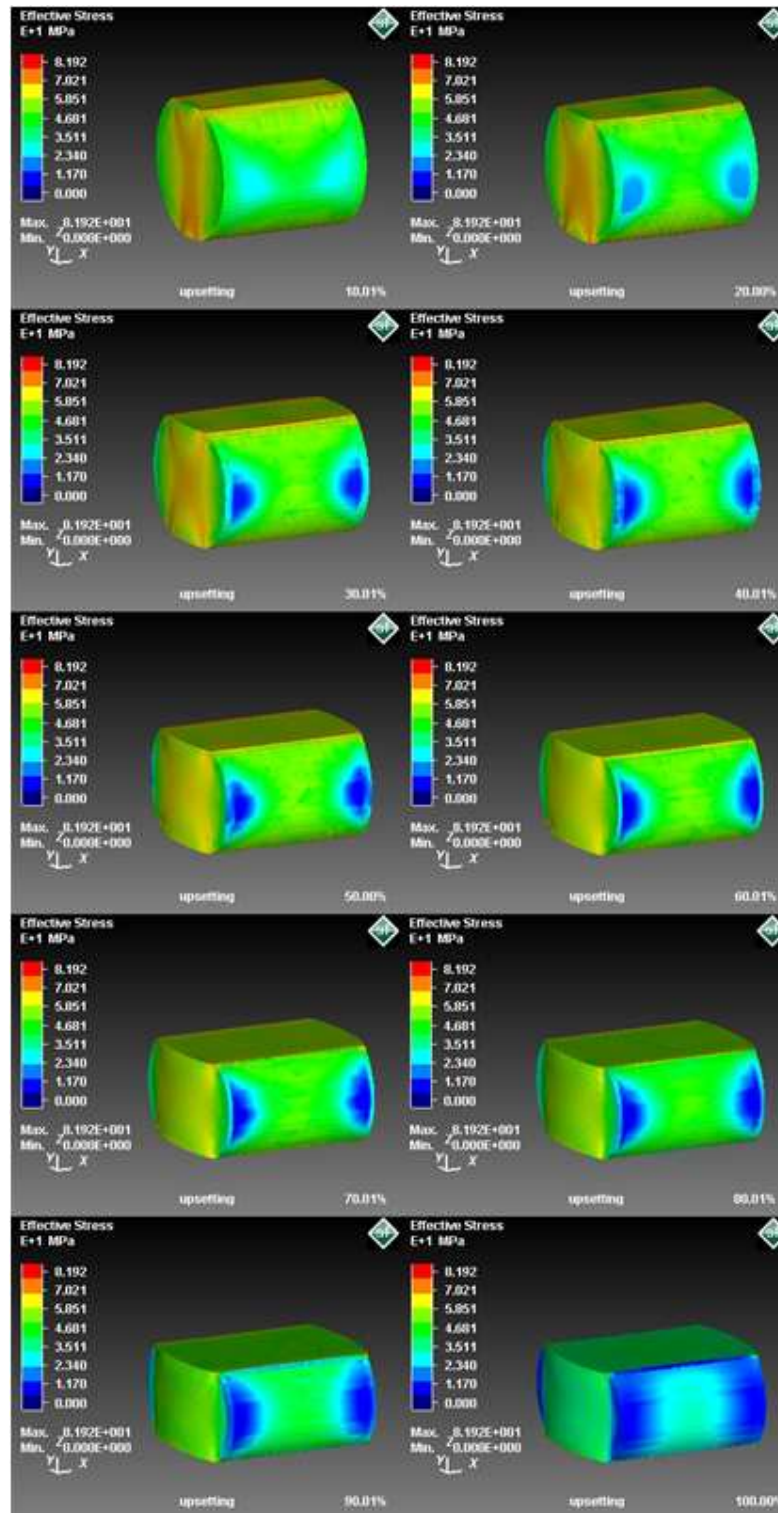 Effective Stress
E+1 MPa
8.192
7.021
5.851
4.681
3.511
2.340
1.170
0.000
Max. 8.192E+001
Min. 0.000E+000
Z
Y X
upsetting 10.01%
Effective Stress
E+1 MPa
8.192
7.021
5.851
4.681
3.511
2.340
1.170
0.000
Max. 8.192E+001
Min. 0.000E+000
Z
Y X
upsetting 20.00%
Effective Stress
E+1 MPa
8.192
7.021
5.851
4.681
3.511
2.340
1.170
0.000
Max. 8.192E+001
Min. 0.000E+000
Z
Y X
upsetting 30.01%
Effective Stress
E+1 MPa
8.192
7.021
5.851
4.681
3.511
2.340
1.170
0.000
Max. 8.192E+001
Min. 0.000E+000
Z
Y X
upsetting 40.01%
Effective Stress
E+1 MPa
8.192
7.021
5.851
4.681
3.511
2.340
1.170
0.000
Max. 8.192E+001
Min. 0.000E+000
Z
Y X
upsetting 50.00%
Effective Stress
E+1 MPa
8.192
7.021
5.851
4.681
3.511
2.340
1.170
0.000
Max. 8.192E+001
Min. 0.000E+000
Z
Y X
upsetting 60.01%
Effective Stress
E+1 MPa
8.192
7.021
5.851
4.681
3.511
2.340
1.170
0.000
Max. 8.192E+001
Min. 0.000E+000
Z
Y X
upsetting 70.01%
Effective Stress
E+1 MPa
8.192
7.021
5.851
4.681
3.511
2.340
1.170
0.000
Max. 8.192E+001
Min. 0.000E+000
Z
Y X
upsetting 80.01%
Effective Stress
E+1 MPa
8.192
7.021
5.851
4.681
3.511
2.340
1.170
0.000
Max. 8.192E+001
Min. 0.000E+000
Z
Y X
upsetting 90.01%
Effective Stress
E+1 MPa
8.192
7.021
5.851
4.681
3.511
2.340
1.170
0.000
Max. 8.192E+001
Min. 0.000E+000
Z
Y X
upsetting 100.00%